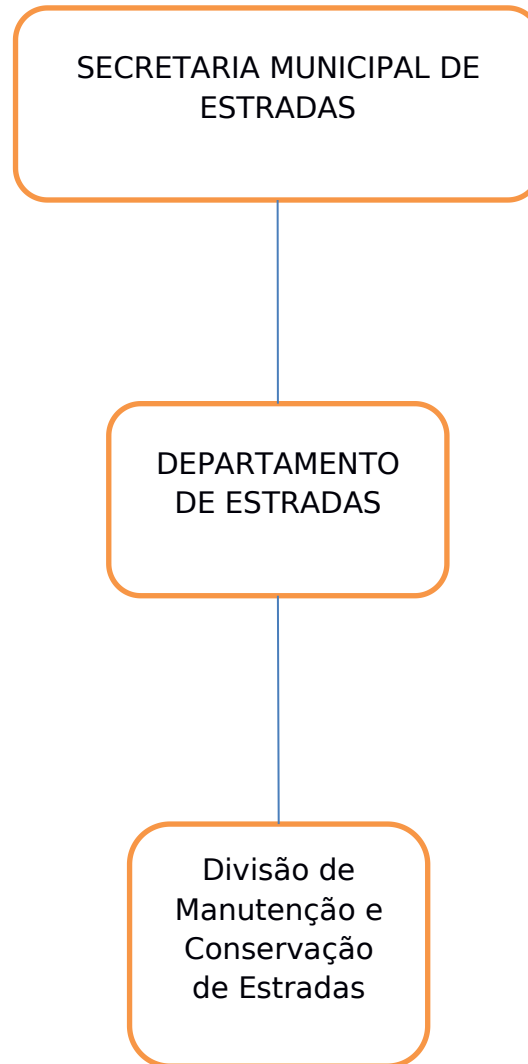 SECRETARIA MUNICIPAL DE
ESTRADAS
DEPARTAMENTO
DE ESTRADAS
Divisão de
Manutenção e
Conservação
de Estradas